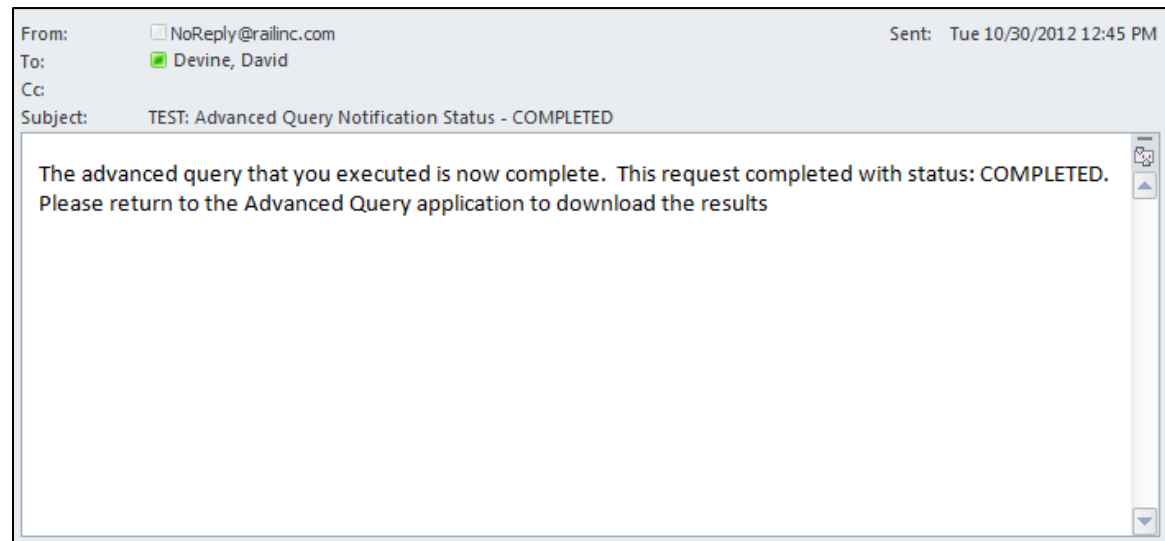 From: NoReply@railinc.com Sent: Tue 10/30/2012 12:45 PM
To: Devine, David
Cc:
Subject: TEST: Advanced Query Notification Status - COMPLETED
The advanced query that you executed is now complete.  This request completed with status: COMPLETED.
Please return to the Advanced Query application to download the results